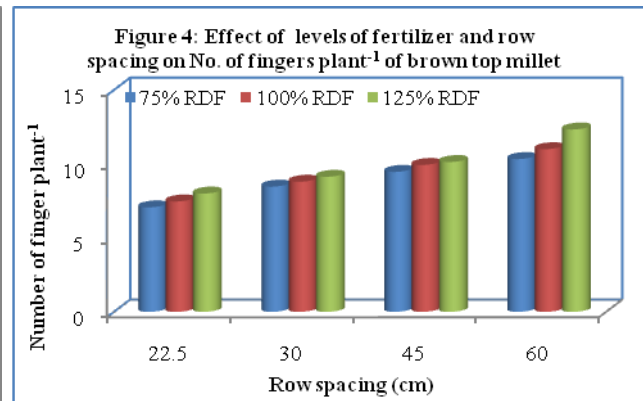 Figure 4: Effect of levels of fertilizer and row
spacing on No. of fingers plant⁻¹ of brown top millet
75% RDF 100% RDF 125% RDF
Number of finger plant⁻¹
15
10
5
0
22.5 30 45 60
Row spacing (cm)